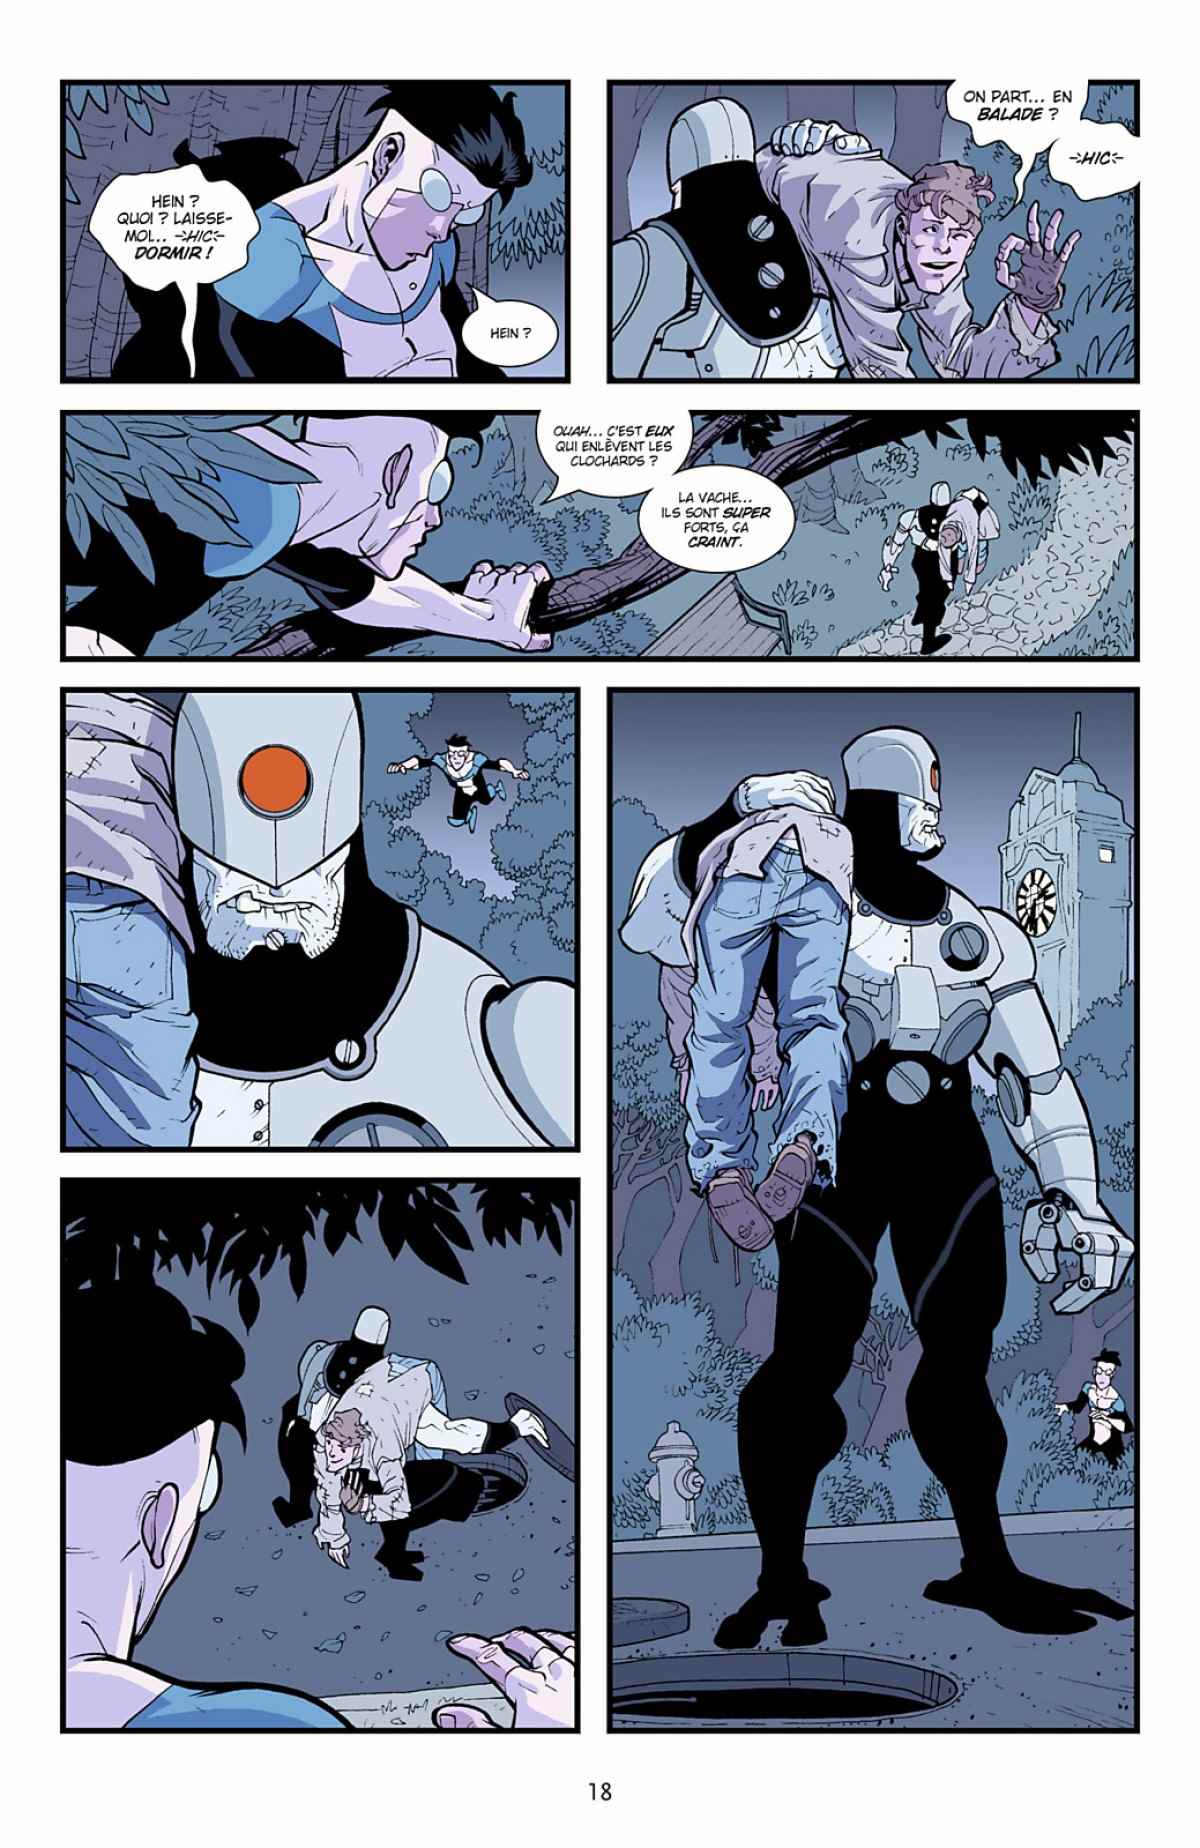 HEIN ?
QUOI ? LAISSE-
MOI... -HIC-
DORMIR !
HEIN ?
ON PART... EN
BALADE ?
-HIC-
OUAH... C'EST EUX
QUI ENLÈVENT LES
CLOCHARDS ?
LA VACHE...
ILS SONT SUPER
FORTS, ÇA
CRAINT.
18